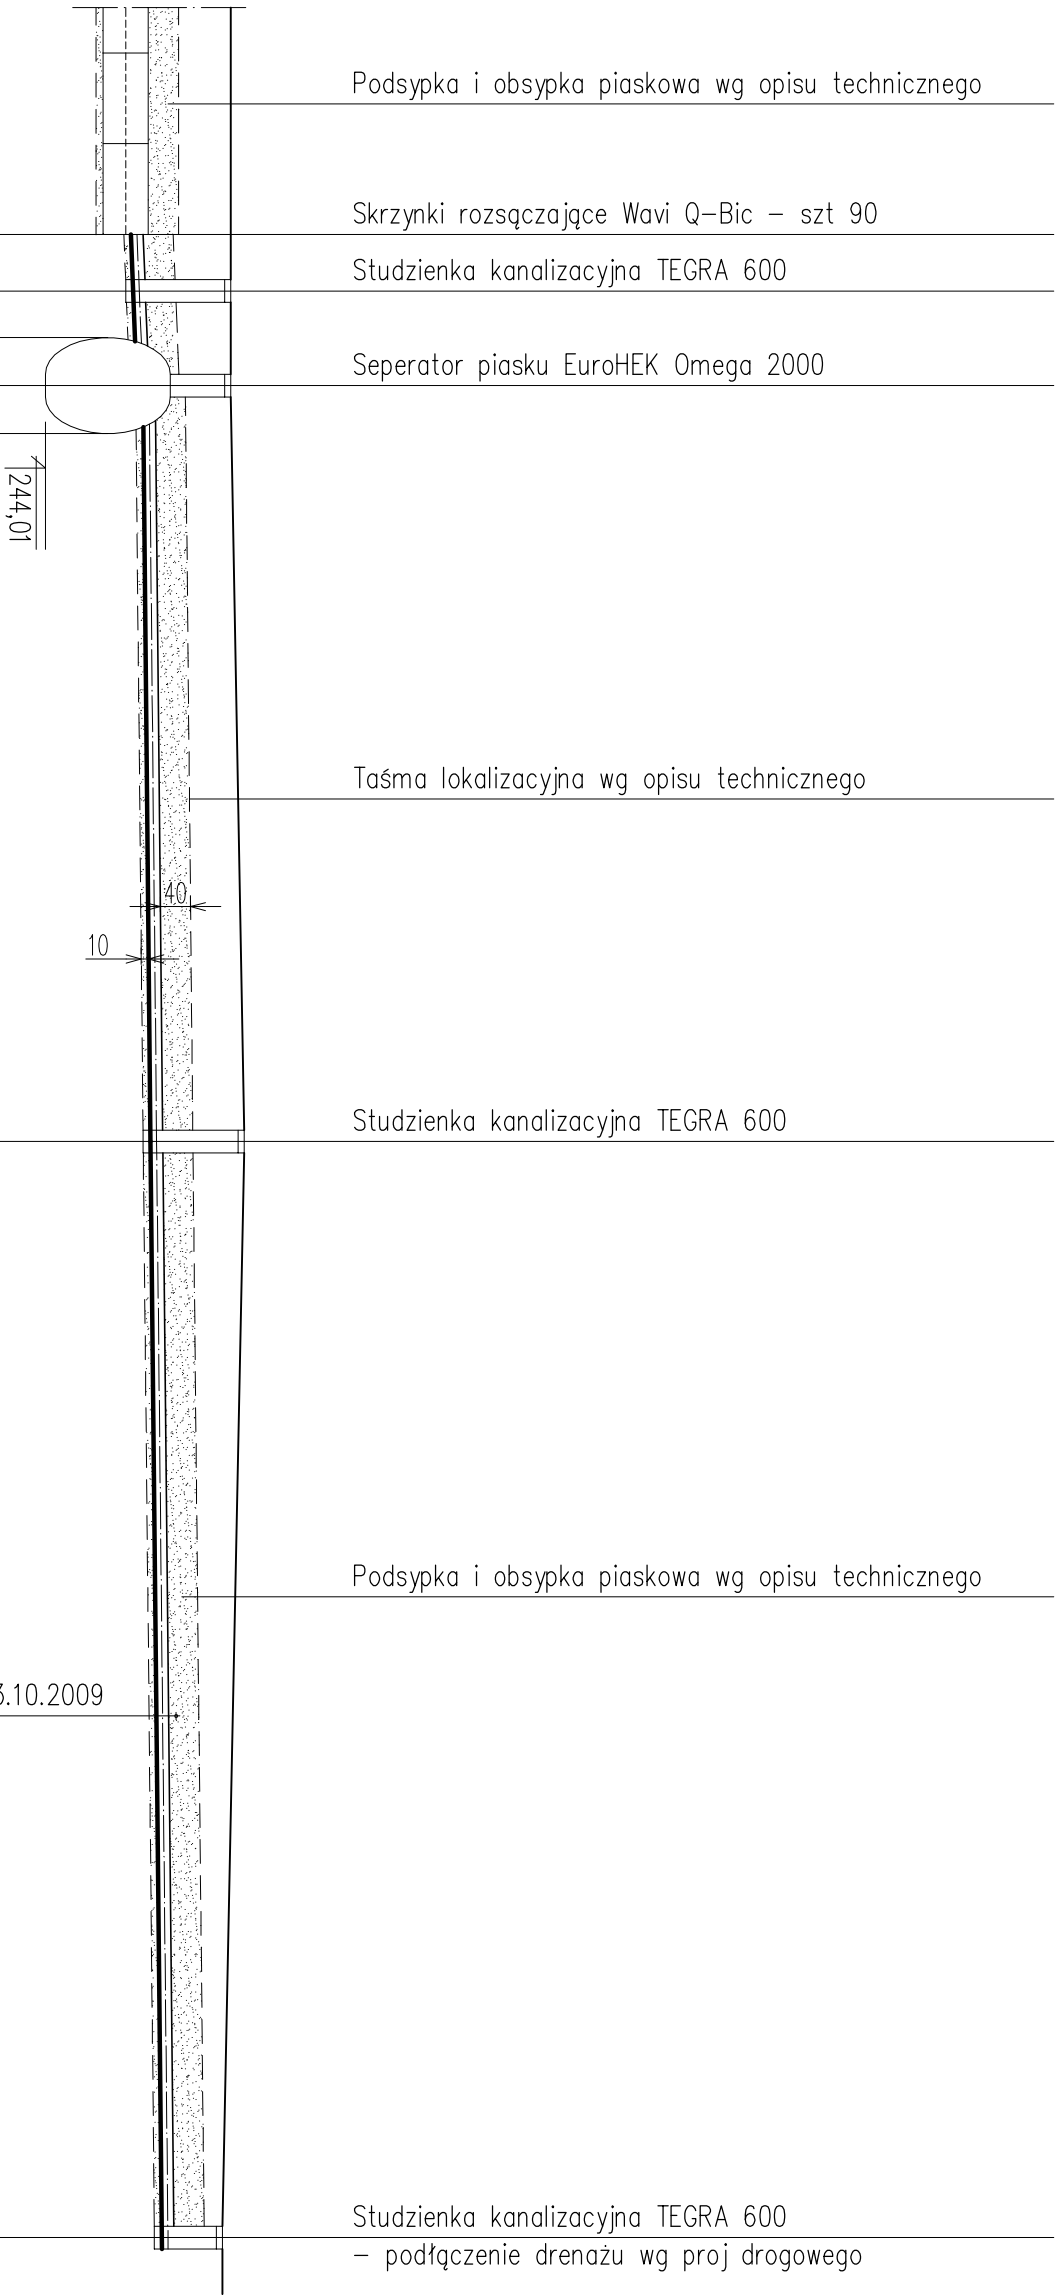 Podsypka i obsypka piaskowa wg opisu technicznego
Skrzynki rozsączające Wavi Q-Bic - szt 90
Studzienka kanalizacyjna TEGRA 600
Seperator piasku EuroHEK Omega 2000
244,01
Taśma lokalizacyjna wg opisu technicznego
40
10
Studzienka kanalizacyjna TEGRA 600
Podsypka i obsypka piaskowa wg opisu technicznego
3.10.2009
Studzienka kanalizacyjna TEGRA 600
- podłączenie drenażu wg proj drogowego